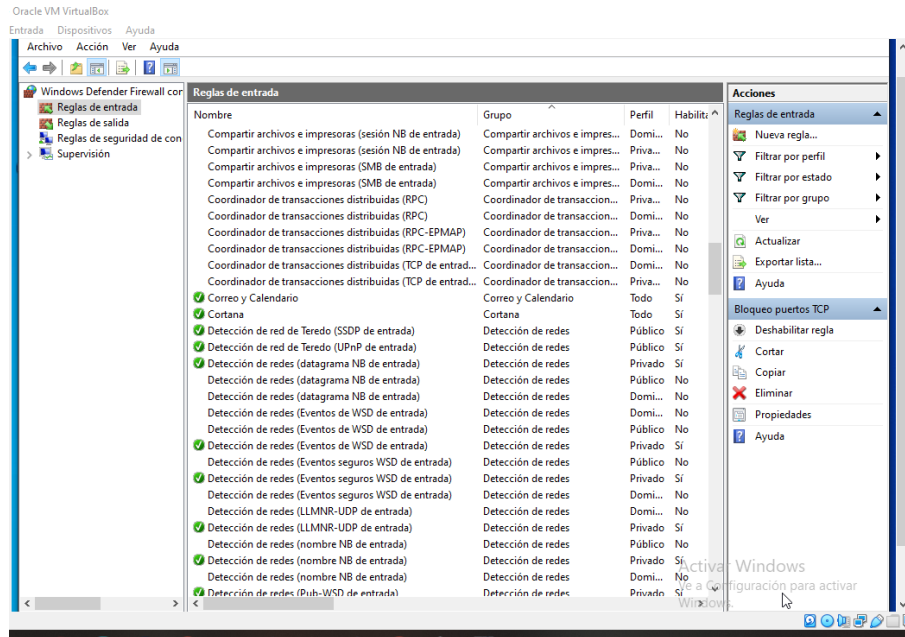 Oracle VM VirtualBox
Entrada Dispositivos Ayuda
Archivo Acción Ver Ayuda
Windows Defender Firewall con
Reglas de entrada
Reglas de salida
Reglas de seguridad de con
Supervisión
Reglas de entrada
Nombre Grupo Perfil Habilita
Compartir archivos e impresoras (sesión NB de entrada) Compartir archivos e impres... Domi... No
Compartir archivos e impresoras (sesión NB de entrada) Compartir archivos e impres... Priva... No
Compartir archivos e impresoras (SMB de entrada) Compartir archivos e impres... Priva... No
Compartir archivos e impresoras (SMB de entrada) Compartir archivos e impres... Domi... No
Coordinador de transacciones distribuidas (RPC) Coordinador de transaccion... Priva... No
Coordinador de transacciones distribuidas (RPC) Coordinador de transaccion... Domi... No
Coordinador de transacciones distribuidas (RPC-EPMAP) Coordinador de transaccion... Priva... No
Coordinador de transacciones distribuidas (RPC-EPMAP) Coordinador de transaccion... Domi... No
Coordinador de transacciones distribuidas (TCP de entrad... Coordinador de transaccion... Domi... No
Coordinador de transacciones distribuidas (TCP de entrad... Coordinador de transaccion... Priva... No
Correo y Calendario Correo y Calendario Todo Sí
Cortana Cortana Todo Sí
Detección de red de Teredo (SSDP de entrada) Detección de redes Público Sí
Detección de red de Teredo (UPnP de entrada) Detección de redes Público Sí
Detección de redes (datagrama NB de entrada) Detección de redes Privado Sí
Detección de redes (datagrama NB de entrada) Detección de redes Público No
Detección de redes (datagrama NB de entrada) Detección de redes Domi... No
Detección de redes (Eventos de WSD de entrada) Detección de redes Domi... No
Detección de redes (Eventos de WSD de entrada) Detección de redes Público No
Detección de redes (Eventos de WSD de entrada) Detección de redes Privado Sí
Detección de redes (Eventos seguros WSD de entrada) Detección de redes Público No
Detección de redes (Eventos seguros WSD de entrada) Detección de redes Privado Sí
Detección de redes (Eventos seguros WSD de entrada) Detección de redes Domi... No
Detección de redes (LLMNR-UDP de entrada) Detección de redes Domi... No
Detección de redes (LLMNR-UDP de entrada) Detección de redes Privado Sí
Detección de redes (nombre NB de entrada) Detección de redes Público No
Detección de redes (nombre NB de entrada) Detección de redes Privado Sí
Detección de redes (nombre NB de entrada) Detección de redes Domi... No
Detección de redes (Pub-WSD de entrada) Detección de redes Privado Sí
Acciones
Reglas de entrada
Nueva regla...
Filtrar por perfil
Filtrar por estado
Filtrar por grupo
Ver
Actualizar
Exportar lista...
Ayuda
Bloqueo puertos TCP
Deshabilitar regla
Cortar
Copiar
Eliminar
Propiedades
Ayuda
Activar Windows
Ve a Configuración para activar
Windows.